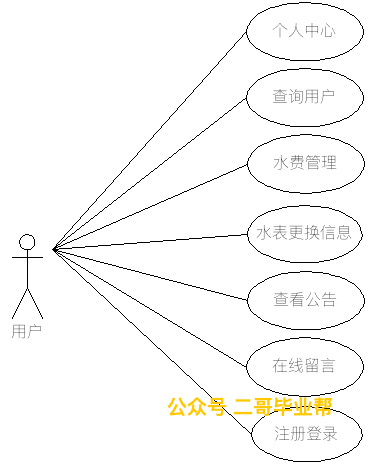 个人中心
查询用户
水费管理
水表更换信息
用户
查看公告
在线留言
公众号 二哥毕业帮
注册登录